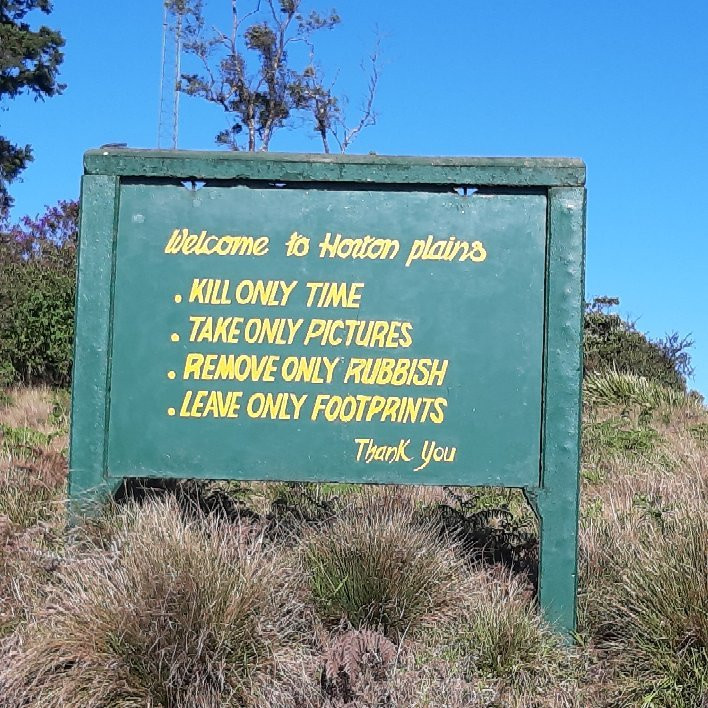 Welcome to Horton plains
. KILL ONLY TIME
. TAKE ONLY PICTURES
. REMOVE ONLY RUBBISH
. LEAVE ONLY FOOTPRINTS
Thank You